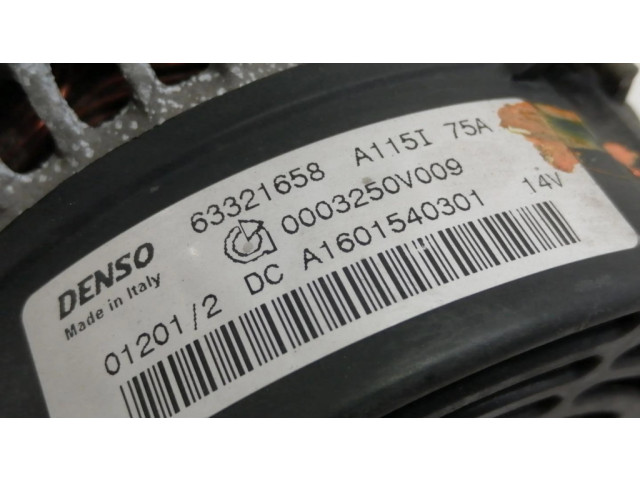 63321658 A115I 75A
0003250V009 14V
DENSO
Made in Italy
01201/2 DC A1601540301